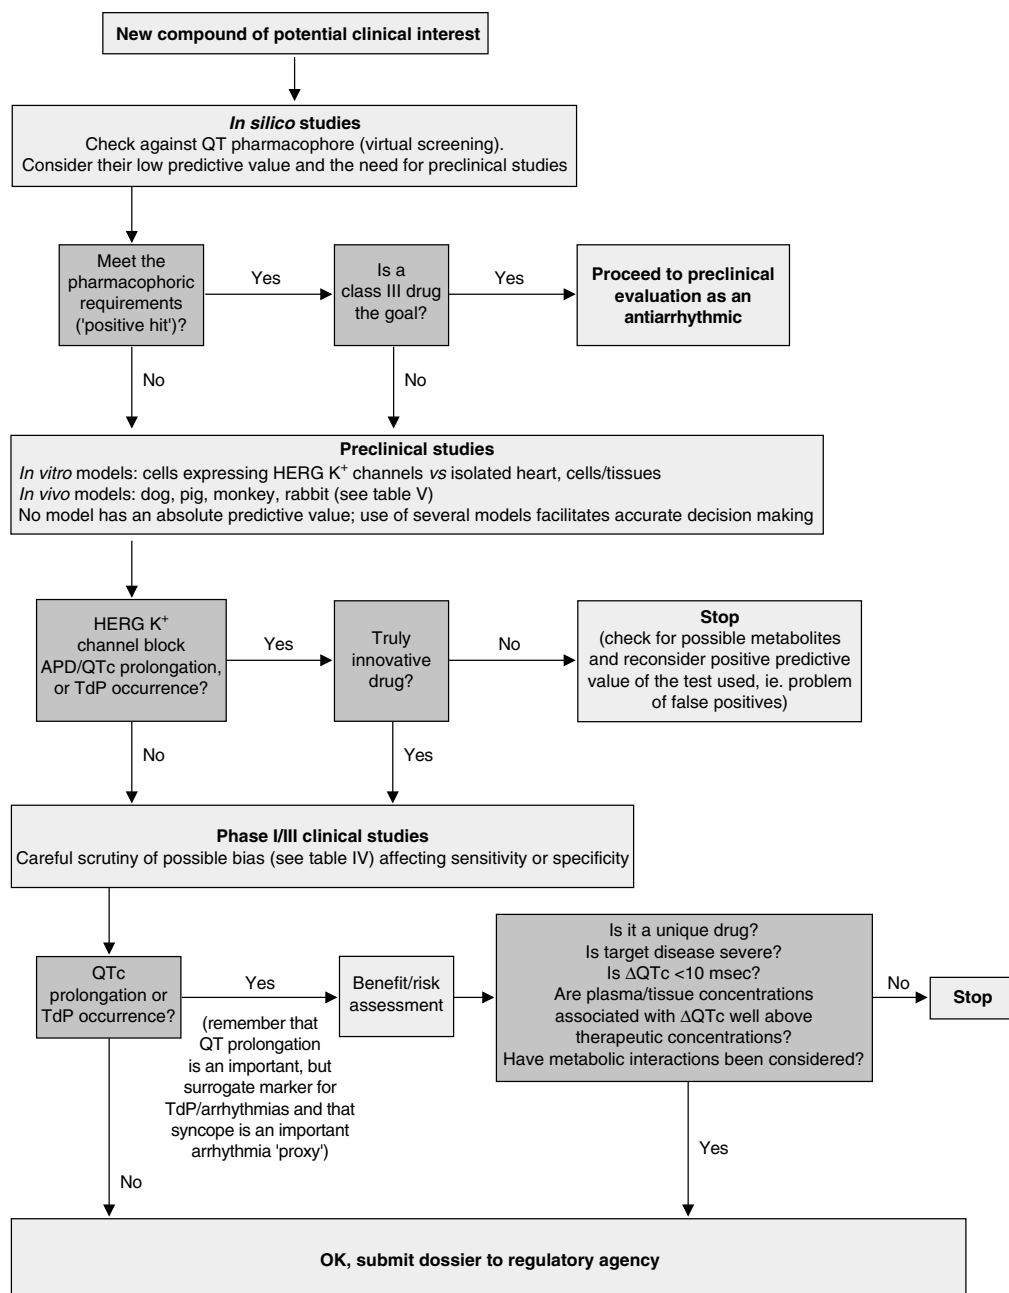 New compound of potential clinical interest
In silico studies
Check against QT pharmacophore (virtual screening).
Consider their low predictive value and the need for preclinical studies
Meet the
pharmacophoric
requirements
('positive hit')?
Yes
Is a
class III drug
the goal?
Yes
Proceed to preclinical
evaluation as an
antiarrhythmic
No
No
Preclinical studies
In vitro models: cells expressing HERG K⁺ channels vs isolated heart, cells/tissues
In vivo models: dog, pig, monkey, rabbit (see table V)
No model has an absolute predictive value; use of several models facilitates accurate decision making
HERG K⁺
channel block
APD/QTc prolongation,
or TdP occurrence?
Yes
Truly
innovative
drug?
No
Stop
(check for possible metabolites
and reconsider positive predictive
value of the test used, ie. problem
of false positives)
No
Yes
Phase I/III clinical studies
Careful scrutiny of possible bias (see table IV) affecting sensitivity or specificity
QTc
prolongation or
TdP occurrence?
Yes
(remember that
QT prolongation
is an important, but
surrogate marker for
TdP/arrhythmias and that
syncope is an important
arrhythmia 'proxy')
Benefit/risk
assessment
Is it a unique drug?
Is target disease severe?
Is ΔQTc <10 msec?
Are plasma/tissue concentrations
associated with ΔQTc well above
therapeutic concentrations?
Have metabolic interactions been considered?
No
Stop
No
Yes
OK, submit dossier to regulatory agency